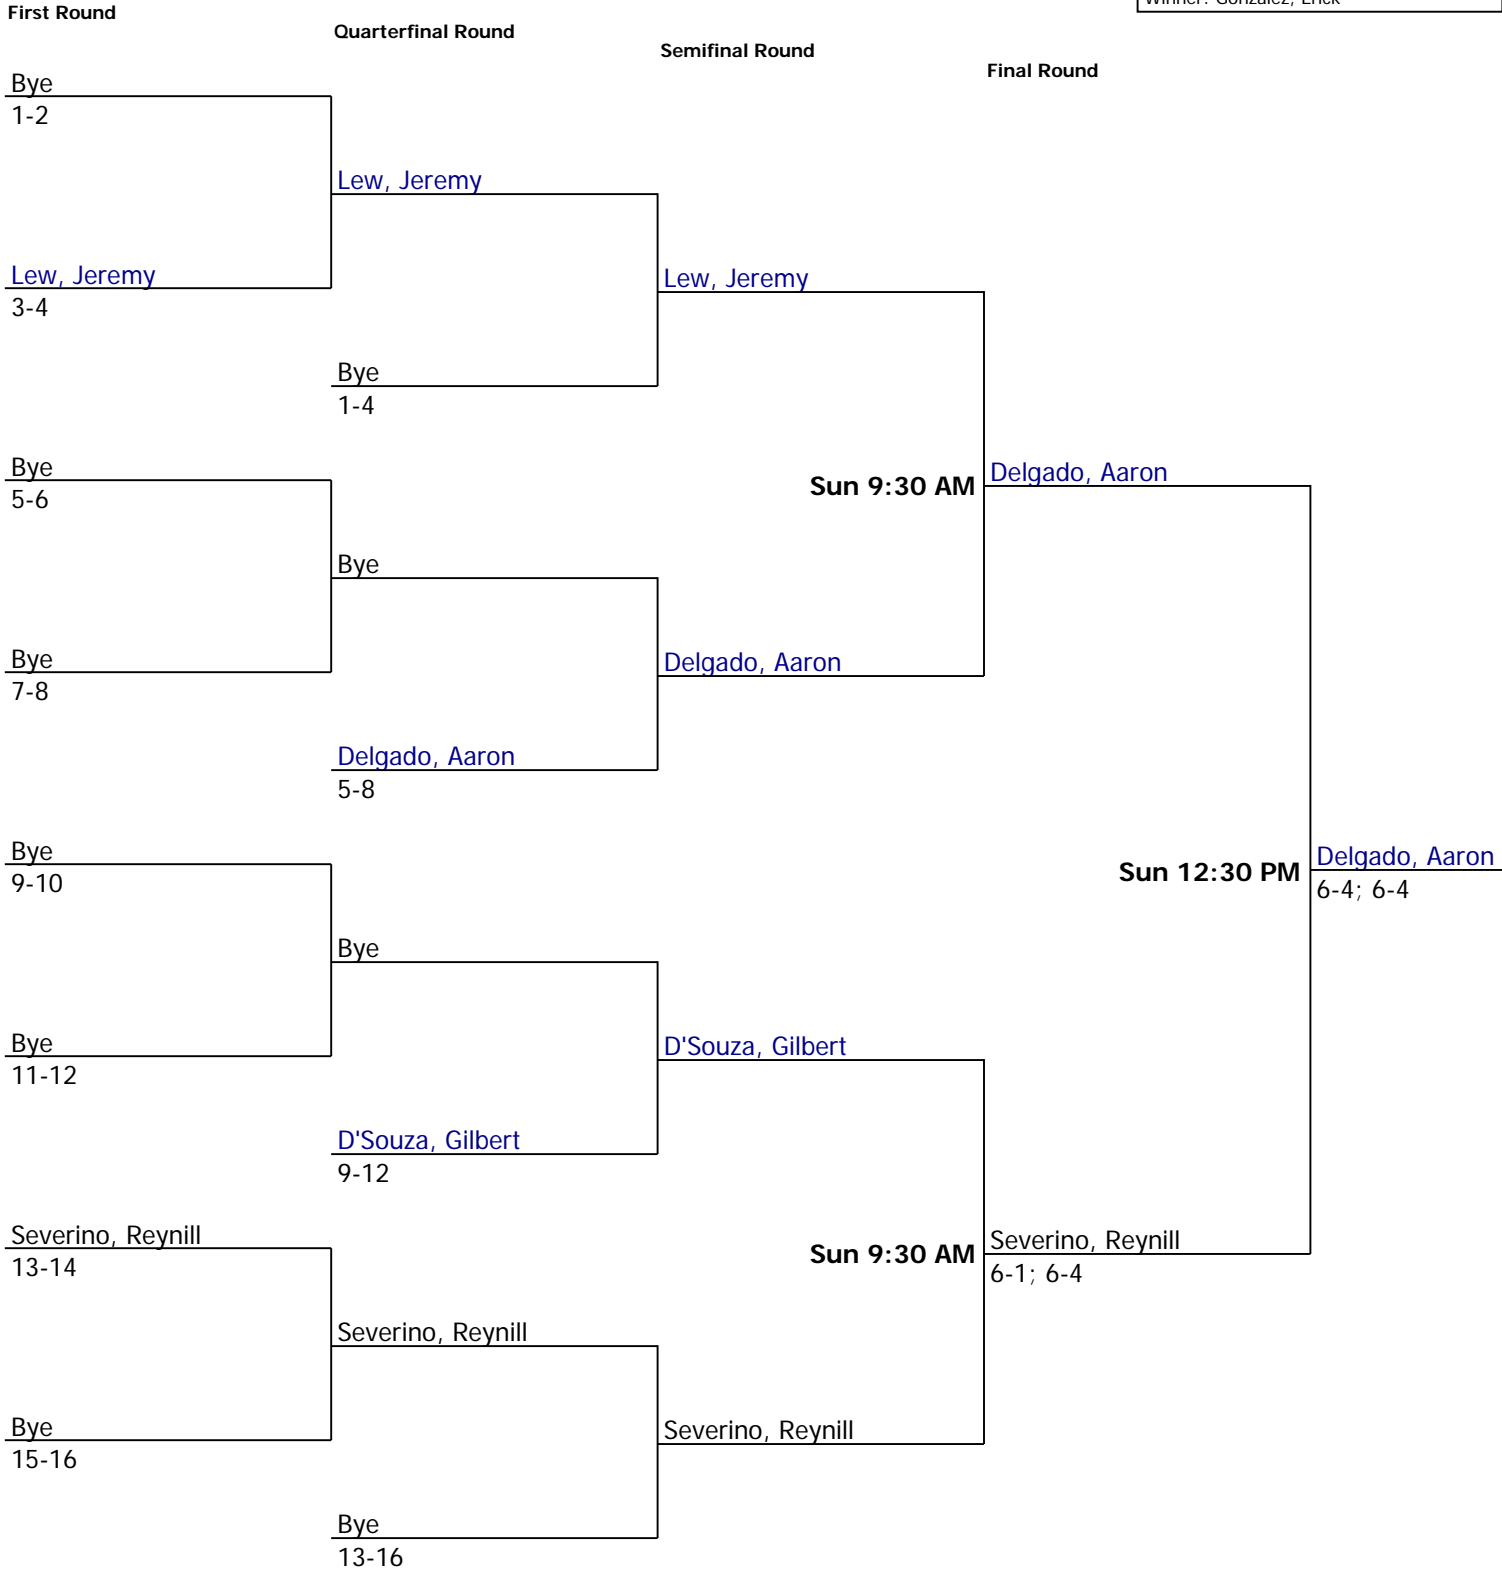 Winner: Gonzalez, Erick
First Round
Quarterfinal Round
Semifinal Round
Final Round
Bye
1-2
Lew, Jeremy
Lew, Jeremy
3-4
Lew, Jeremy
Bye
1-4
Bye
5-6
Sun 9:30 AM
Delgado, Aaron
Bye
Bye
7-8
Delgado, Aaron
Delgado, Aaron
5-8
Bye
9-10
Sun 12:30 PM
Delgado, Aaron
6-4; 6-4
Bye
Bye
11-12
D'Souza, Gilbert
D'Souza, Gilbert
9-12
Severino, Reynill
13-14
Sun 9:30 AM
Severino, Reynill
6-1; 6-4
Severino, Reynill
Bye
15-16
Severino, Reynill
Bye
13-16